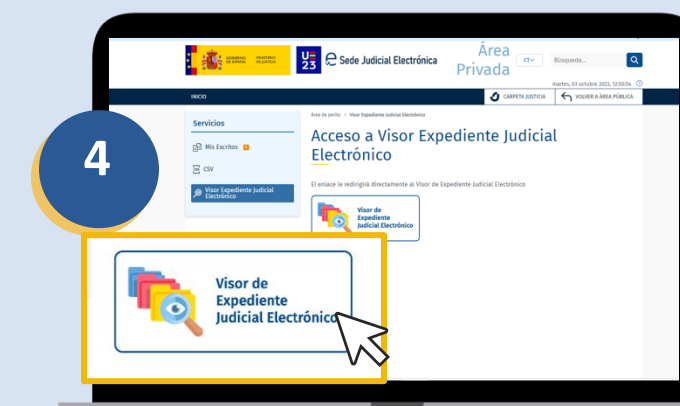 GOBIERNO DE ESPAÑA
MINISTERIO DE JUSTICIA
UE
23
Sede Judicial Electrónica
Área
Privada
CT
Búsqueda...
martes, 03 octubre 2023, 12:50:54
INICIO
CARPETA JUSTICIA
VOLVER A ÁREA PÚBLICA
Servicios
Mis Escritos
CSV
Visor Expediente Judicial
Electrónico
Área de perito / Visor Expediente Judicial Electrónico
Acceso a Visor Expediente Judicial
Electrónico
El enlace le redirigirá directamente al Visor de Expediente Judicial Electrónico
Visor de
Expediente
Judicial Electrónico
4
Visor de
Expediente
Judicial Electrónico